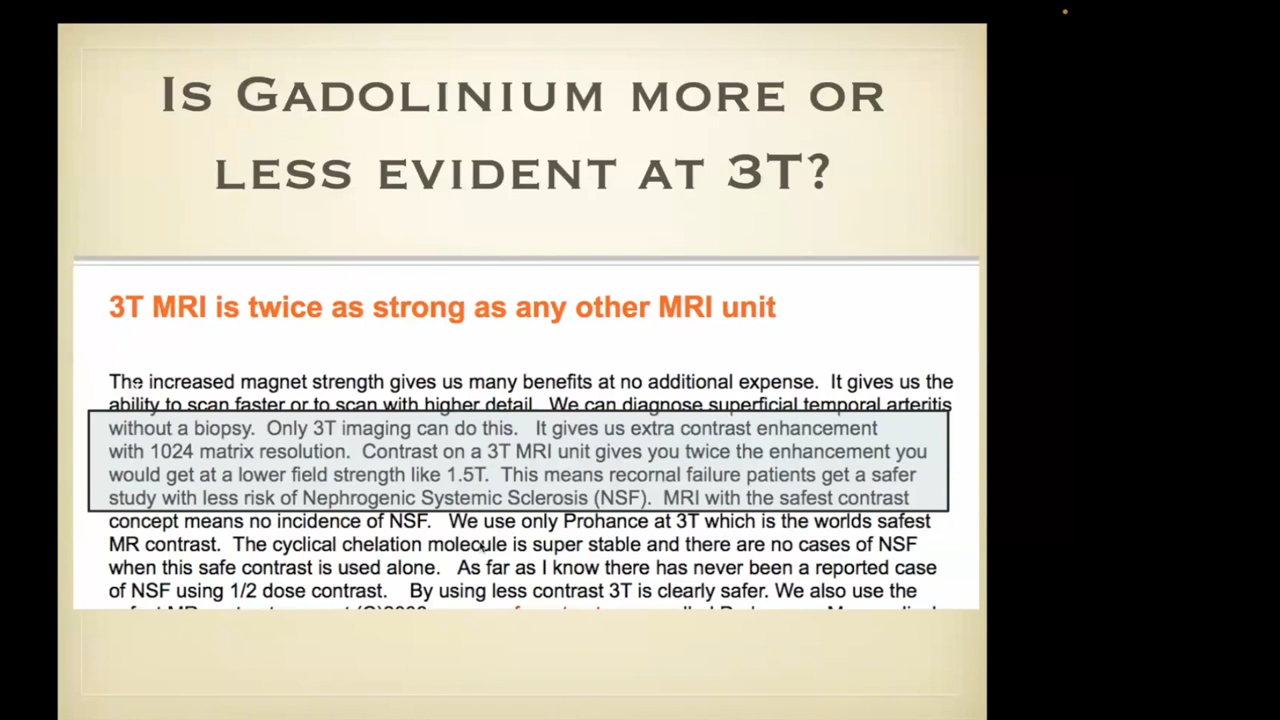 Is Gadolinium more or
less evident at 3T?
3T MRI is twice as strong as any other MRI unit
The increased magnet strength gives us many benefits at no additional expense. It gives us the
ability to scan faster or to scan with higher detail. We can diagnose superficial temporal arteritis
without a biopsy. Only 3T imaging can do this. It gives us extra contrast enhancement
with 1024 matrix resolution. Contrast on a 3T MRI unit gives you twice the enhancement you
would get at a lower field strength like 1.5T. This means recornal failure patients get a safer
study with less risk of Nephrogenic Systemic Sclerosis (NSF). MRI with the safest contrast
concept means no incidence of NSF. We use only Prohance at 3T which is the worlds safest
MR contrast. The cyclical chelation molecule is super stable and there are no cases of NSF
when this safe contrast is used alone. As far as I know there has never been a reported case
of NSF using 1/2 dose contrast. By using less contrast 3T is clearly safer. We also use the